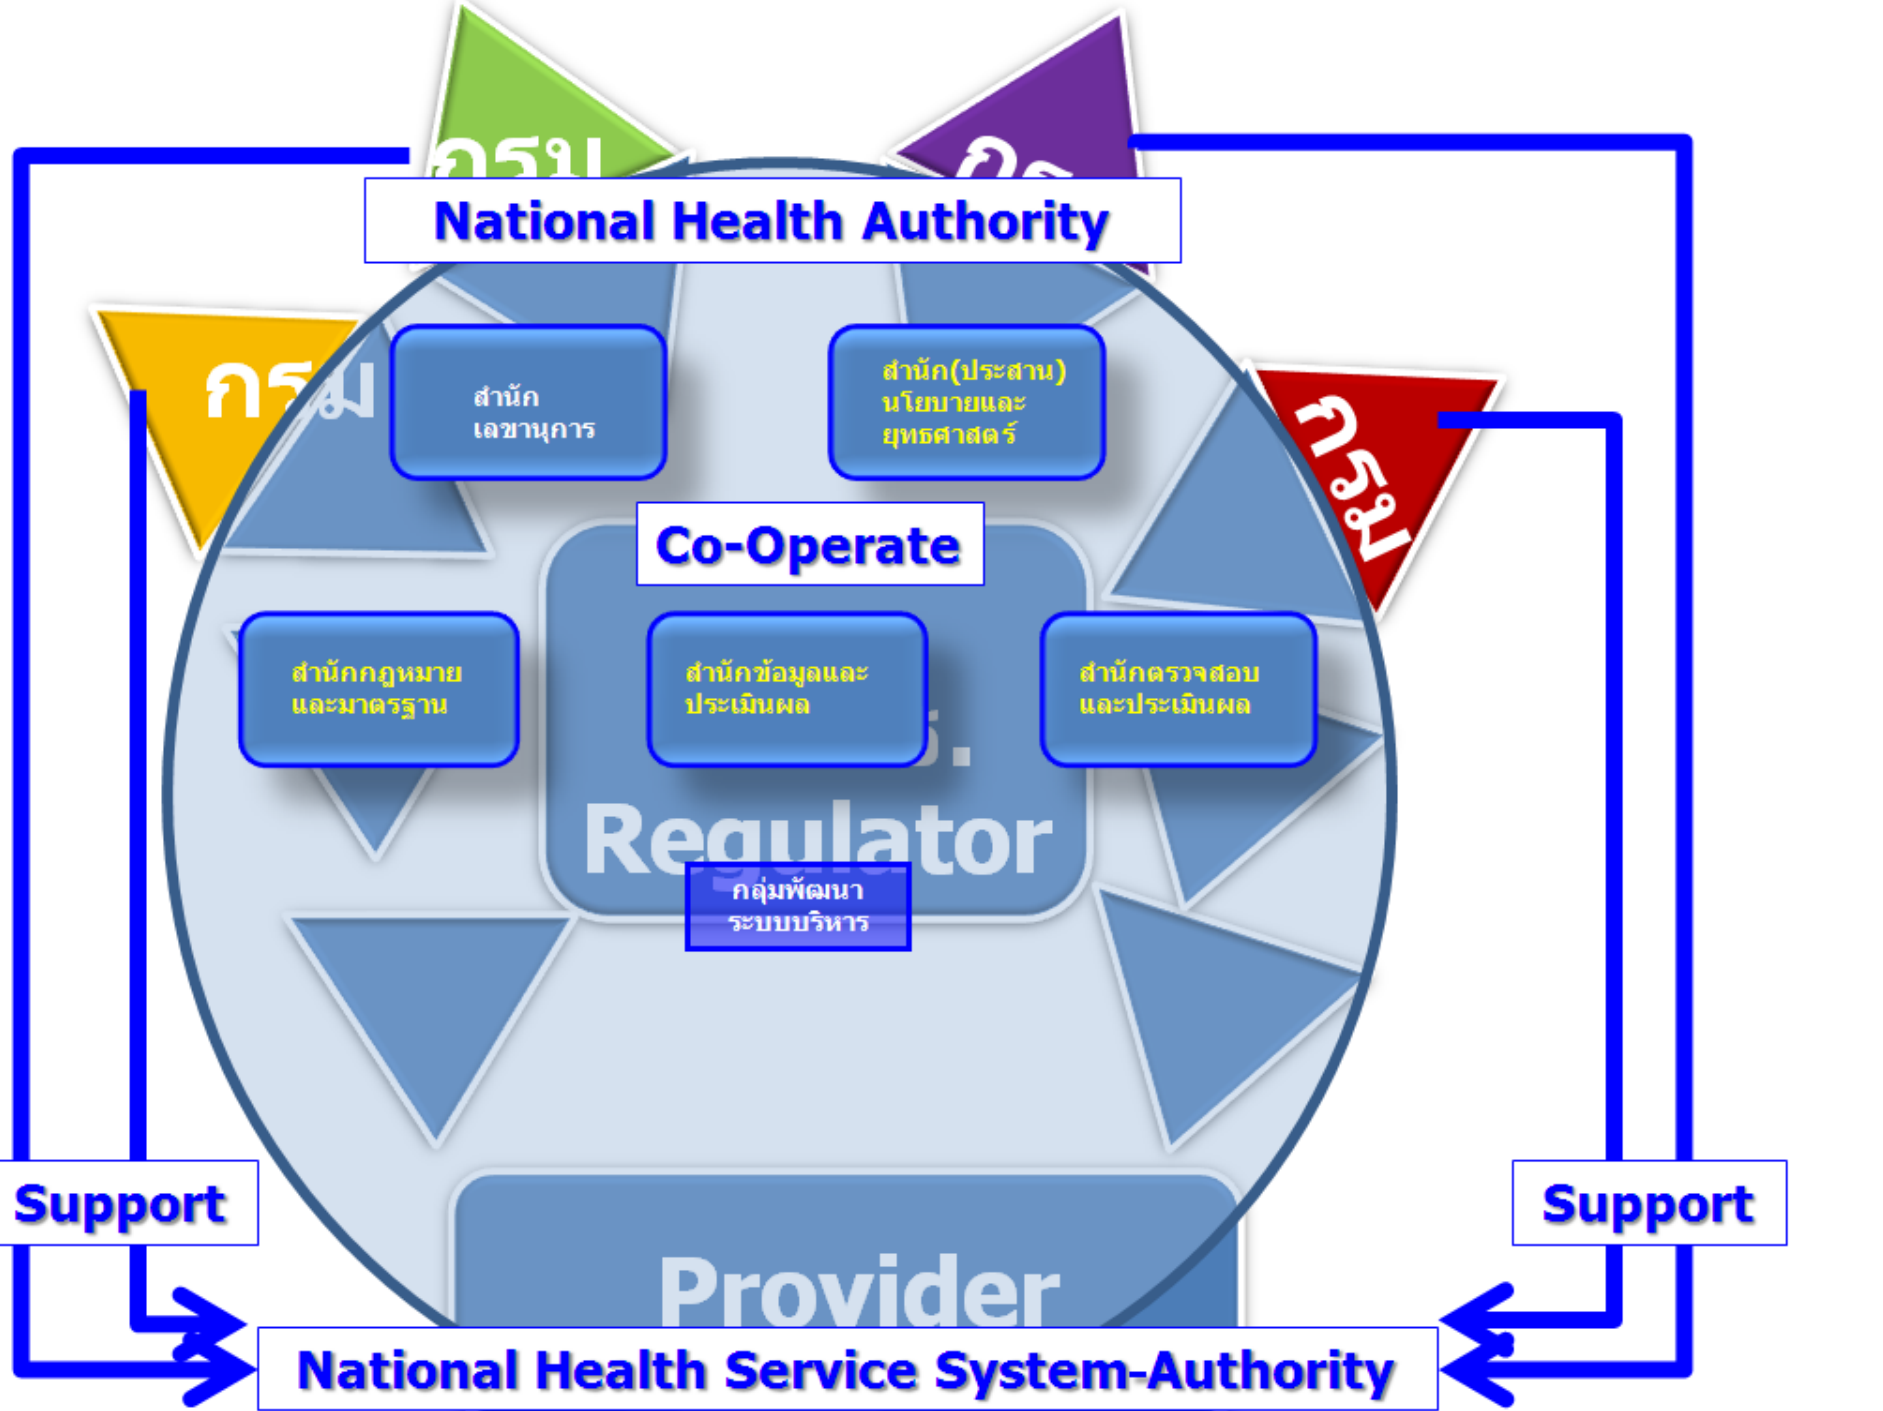 กรม
National Health Authority
กรม
สำนัก
เลขานุการ
สำนัก(ประสาน)
นโยบายและ
ยุทธศาสตร์
กรม
Co-Operate
สำนักกฎหมาย
และมาตรฐาน
สำนักข้อมูลและ
ประเมินผล
สำนักตรวจสอบ
และประเมินผล
Regulator
กลุ่มพัฒนา
ระบบบริหาร
Support
Support
Provider
National Health Service System-Authority